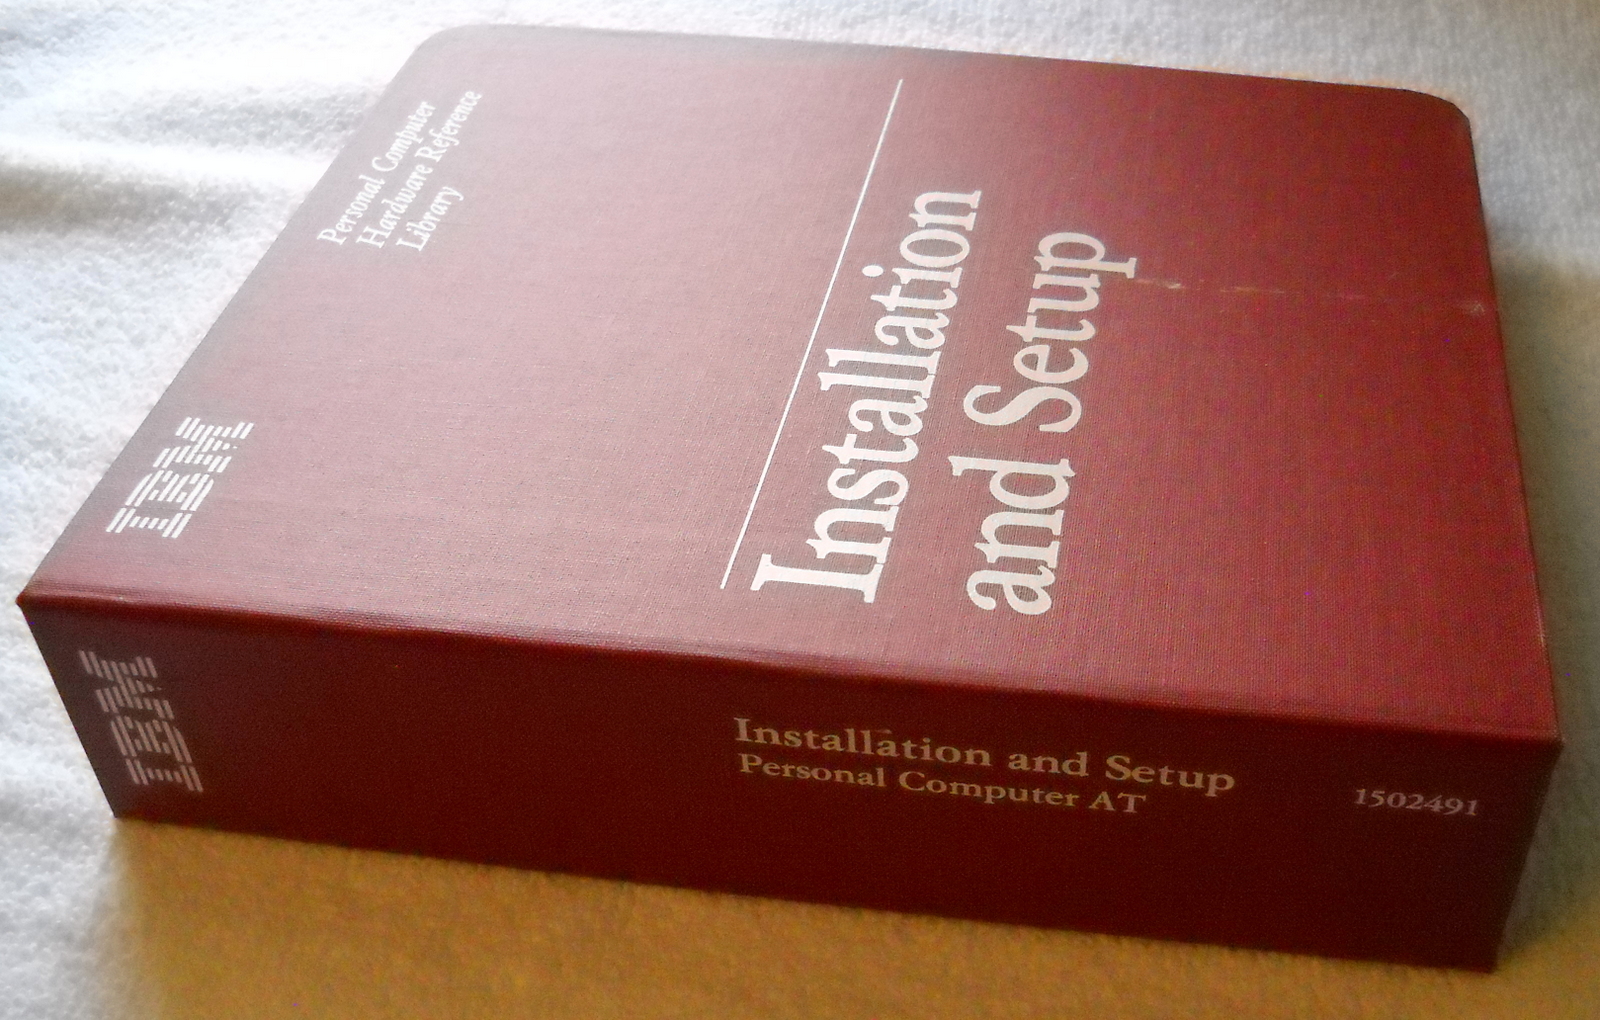 Personal Computer
Hardware Reference
Library
IBM
Installation
and Setup
IBM
Installation and Setup
Personal Computer AT
1502491